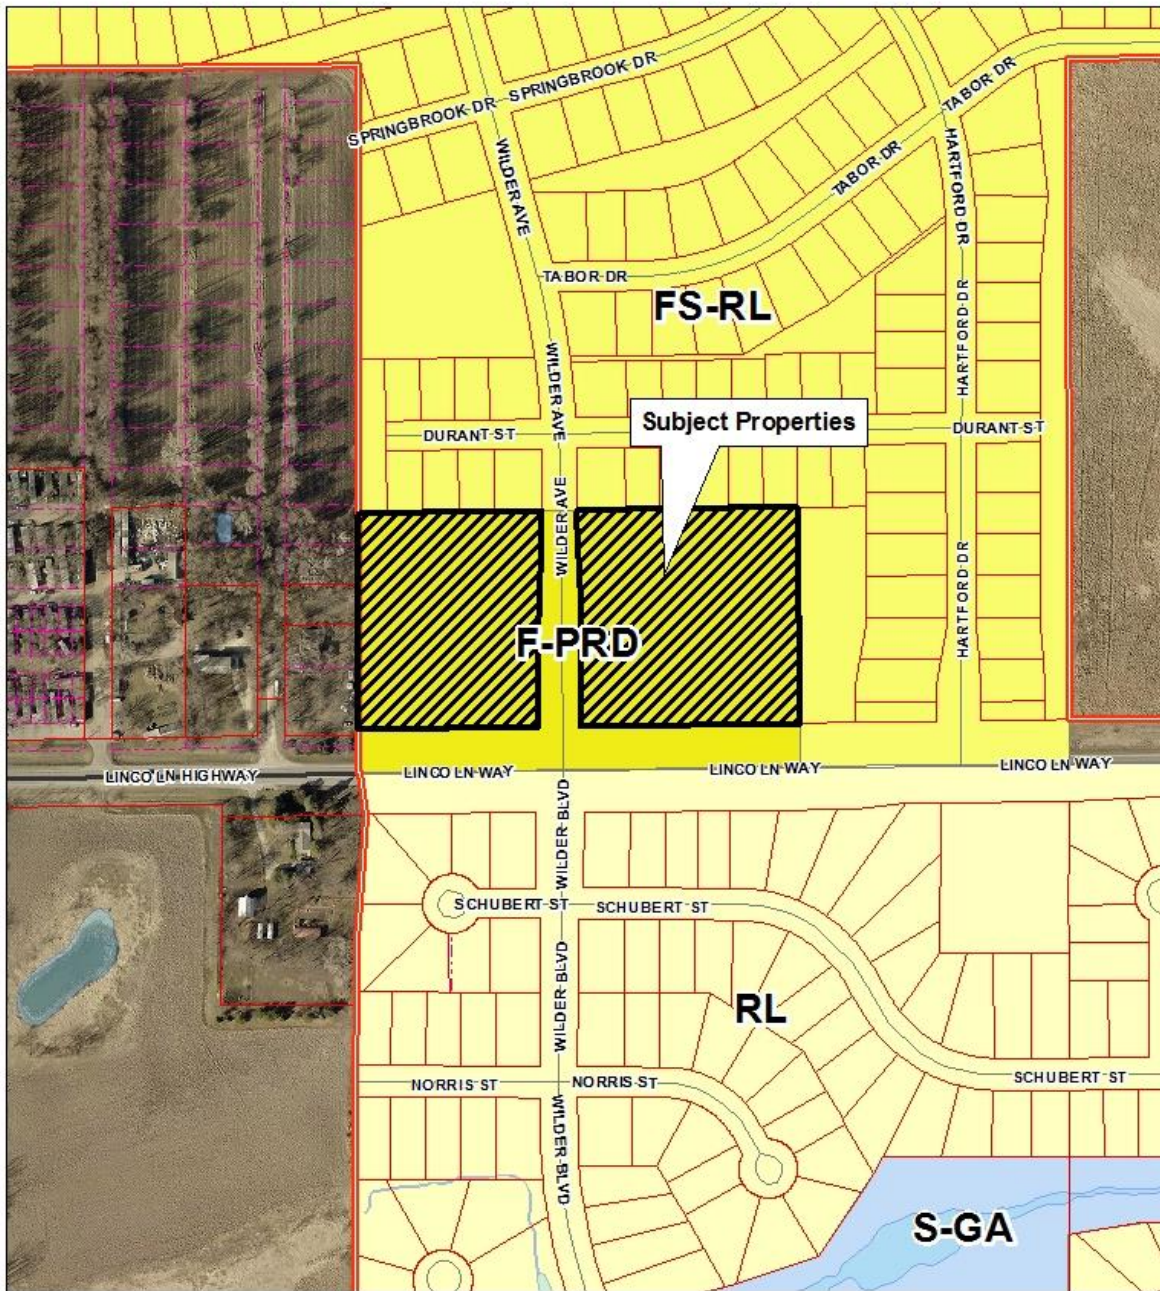 SPRINGBROOK DR
SPRINGBROOK DR
TABOR DR
WILDER AVE
TABOR DR
HARTFORD DR
TABOR DR
FS-RL
HARTFORD DR
WILDER AVE
Subject Properties
DURANT ST
DURANT ST
WILDER AVE
HARTFORD DR
F-PRD
LINCOLN HIGHWAY
LINCOLN WAY
LINCOLN WAY
LINCOLN WAY
WILDER BLVD
SCHUBERT ST
SCHUBERT ST
WILDER BLVD
RL
NORRIS ST
NORRIS ST
SCHUBERT ST
WILDER BLVD
S-GA